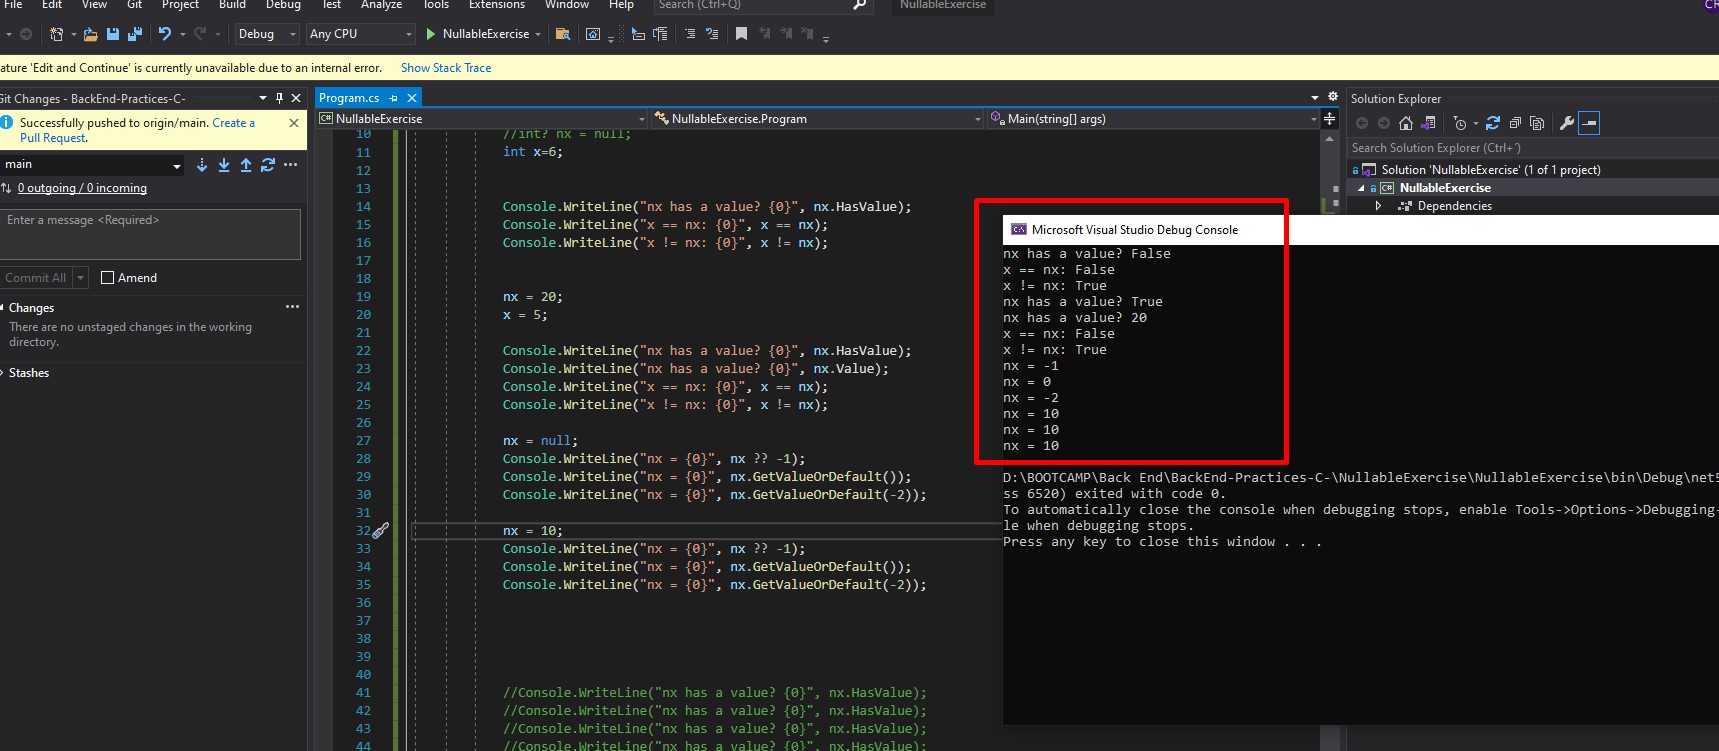 File Edit View Git Project Build Debug Test Analyze Tools Extensions Window Help Search (Ctrl+Q) NullableExercise
Debug Any CPU NullableExercise
ature 'Edit and Continue' is currently unavailable due to an internal error. Show Stack Trace
Git Changes - BackEnd-Practices-C-
Successfully pushed to origin/main. Create a
Pull Request.
main
0 outgoing / 0 incoming
Enter a message <Required>
Commit All Amend
Changes
There are no unstaged changes in the working
directory.
Stashes
Program.cs
NullableExercise NullableExercise.Program Main(string[] args)
10 //int? nx = null;
11 int x=6;
12
13
14 Console.WriteLine("nx has a value? {0}", nx.HasValue);
15 Console.WriteLine("x == nx: {0}", x == nx);
16 Console.WriteLine("x != nx: {0}", x != nx);
17
18
19 nx = 20;
20 x = 5;
21
22 Console.WriteLine("nx has a value? {0}", nx.HasValue);
23 Console.WriteLine("nx has a value? {0}", nx.Value);
24 Console.WriteLine("x == nx: {0}", x == nx);
25 Console.WriteLine("x != nx: {0}", x != nx);
26
27 nx = null;
28 Console.WriteLine("nx = {0}", nx ?? -1);
29 Console.WriteLine("nx = {0}", nx.GetValueOrDefault());
30 Console.WriteLine("nx = {0}", nx.GetValueOrDefault(-2));
31
32 nx = 10;
33 Console.WriteLine("nx = {0}", nx ?? -1);
34 Console.WriteLine("nx = {0}", nx.GetValueOrDefault());
35 Console.WriteLine("nx = {0}", nx.GetValueOrDefault(-2));
36
37
38
39
40
41 //Console.WriteLine("nx has a value? {0}", nx.HasValue);
42 //Console.WriteLine("nx has a value? {0}", nx.HasValue);
43 //Console.WriteLine("nx has a value? {0}", nx.HasValue);
44 //Console.WriteLine("nx has a value? {0}", nx.HasValue);
Solution Explorer
Search Solution Explorer (Ctrl+´)
Solution 'NullableExercise' (1 of 1 project)
NullableExercise
Dependencies
Microsoft Visual Studio Debug Console
nx has a value? False
x == nx: False
x != nx: True
nx has a value? True
nx has a value? 20
x == nx: False
x != nx: True
nx = -1
nx = 0
nx = -2
nx = 10
nx = 10
nx = 10
D:\BOOTCAMP\Back End\BackEnd-Practices-C-\NullableExercise\NullableExercise\bin\Debug\net5
ss 6520) exited with code 0.
To automatically close the console when debugging stops, enable Tools->Options->Debugging-
le when debugging stops.
Press any key to close this window . . .